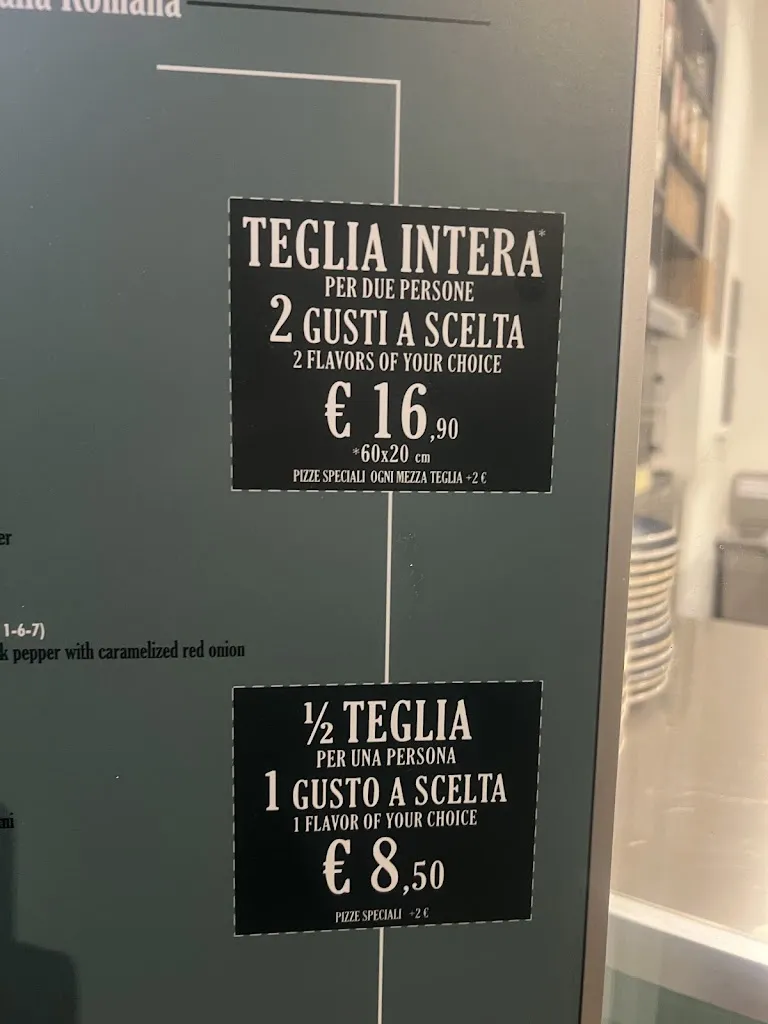 Romana
TEGLIA INTERA*
PER DUE PERSONE
2 GUSTI A SCELTA
2 FLAVORS OF YOUR CHOICE
€ 16,90
*60x20 cm
PIZZE SPECIALI OGNI MEZZA TEGLIA +2 €
er
1-6-7)
k pepper with caramelized red onion
½ TEGLIA
PER UNA PERSONA
1 GUSTO A SCELTA
1 FLAVOR OF YOUR CHOICE
€ 8,50
PIZZE SPECIALI +2 €